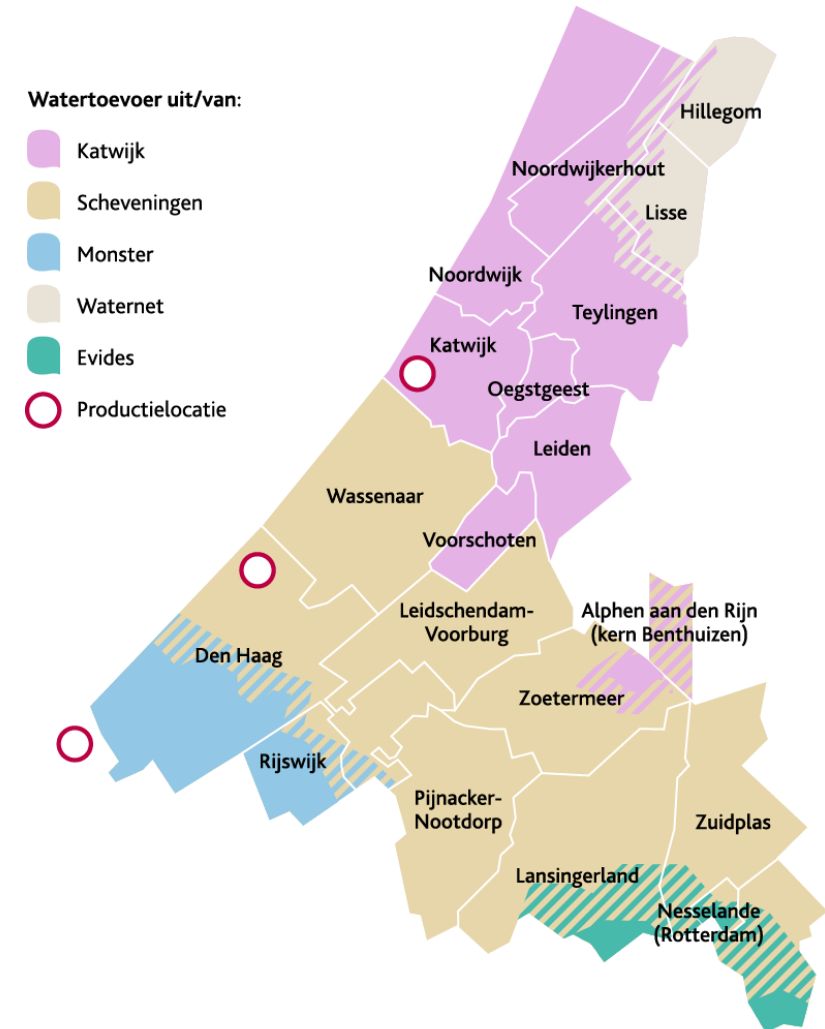 Watertoevoer uit/van:
Katwijk
Scheveningen
Monster
Waternet
Evides
Productielocatie
Hillegom
Noordwijkerhout
Lisse
Noordwijk
Teylingen
Katwijk
Oegstgeest
Leiden
Wassenaar
Voorschoten
Leidschendam-
Voorburg
Alphen aan den Rijn
(kern Benthuizen)
Den Haag
Zoetermeer
Rijswijk
Pijnacker-
Nootdorp
Zuidplas
Lansingerland
Nesselande
(Rotterdam)